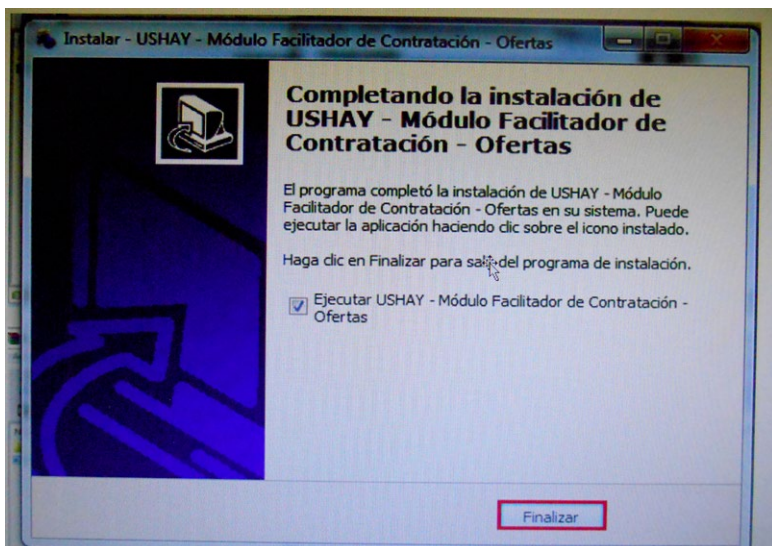 Instalar - USHAY - Módulo Facilitador de Contratación - Ofertas
Completando la instalación de
USHAY - Módulo Facilitador de
Contratación - Ofertas
El programa completó la instalación de USHAY - Módulo
Facilitador de Contratación - Ofertas en su sistema. Puede
ejecutar la aplicación haciendo clic sobre el icono instalado.
Haga clic en Finalizar para salir del programa de instalación.
Ejecutar USHAY - Módulo Facilitador de Contratación -
Ofertas
Finalizar